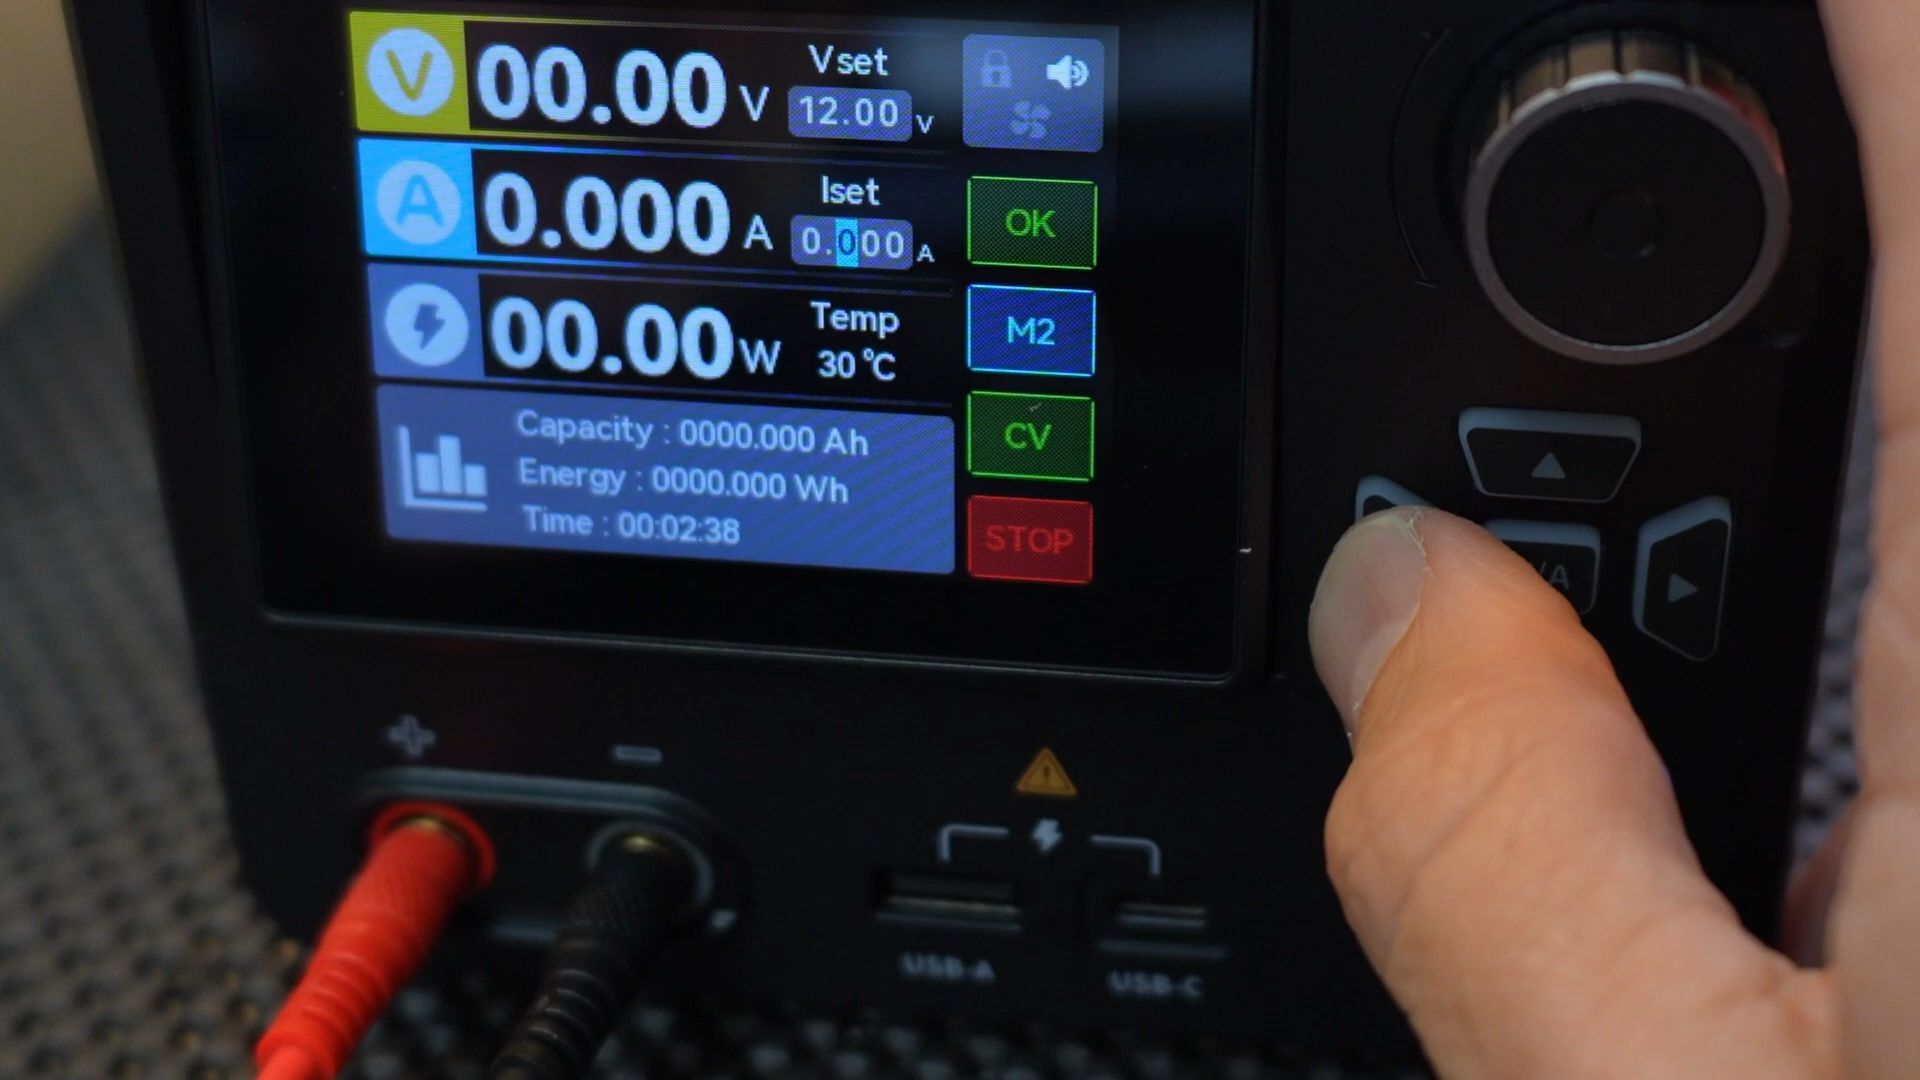 V 00.00 V Vset 12.00 V
A 0.000 A Iset 0.000 A
00.00 W Temp 30 °C
OK
M2
CV
STOP
Capacity : 0000.000 Ah
Energy : 0000.000 Wh
Time : 00:02:38
USB-A
USB-C